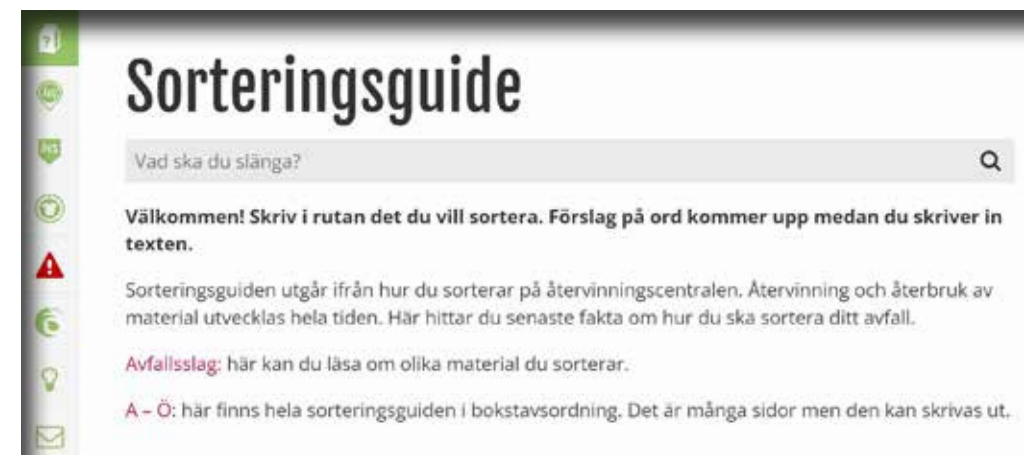 Sorteringsguide
Vad ska du slänga?
Välkommen! Skriv i rutan det du vill sortera. Förslag på ord kommer upp medan du skriver in
texten.
Sorteringsguiden utgår ifrån hur du sorterar på återvinningscentralen. Återvinning och återbruk av
material utvecklas hela tiden. Här hittar du senaste fakta om hur du ska sortera ditt avfall.
Avfallsslag: här kan du läsa om olika material du sorterar.
A – Ö: här finns hela sorteringsguiden i bokstavsordning. Det är många sidor men den kan skrivas ut.